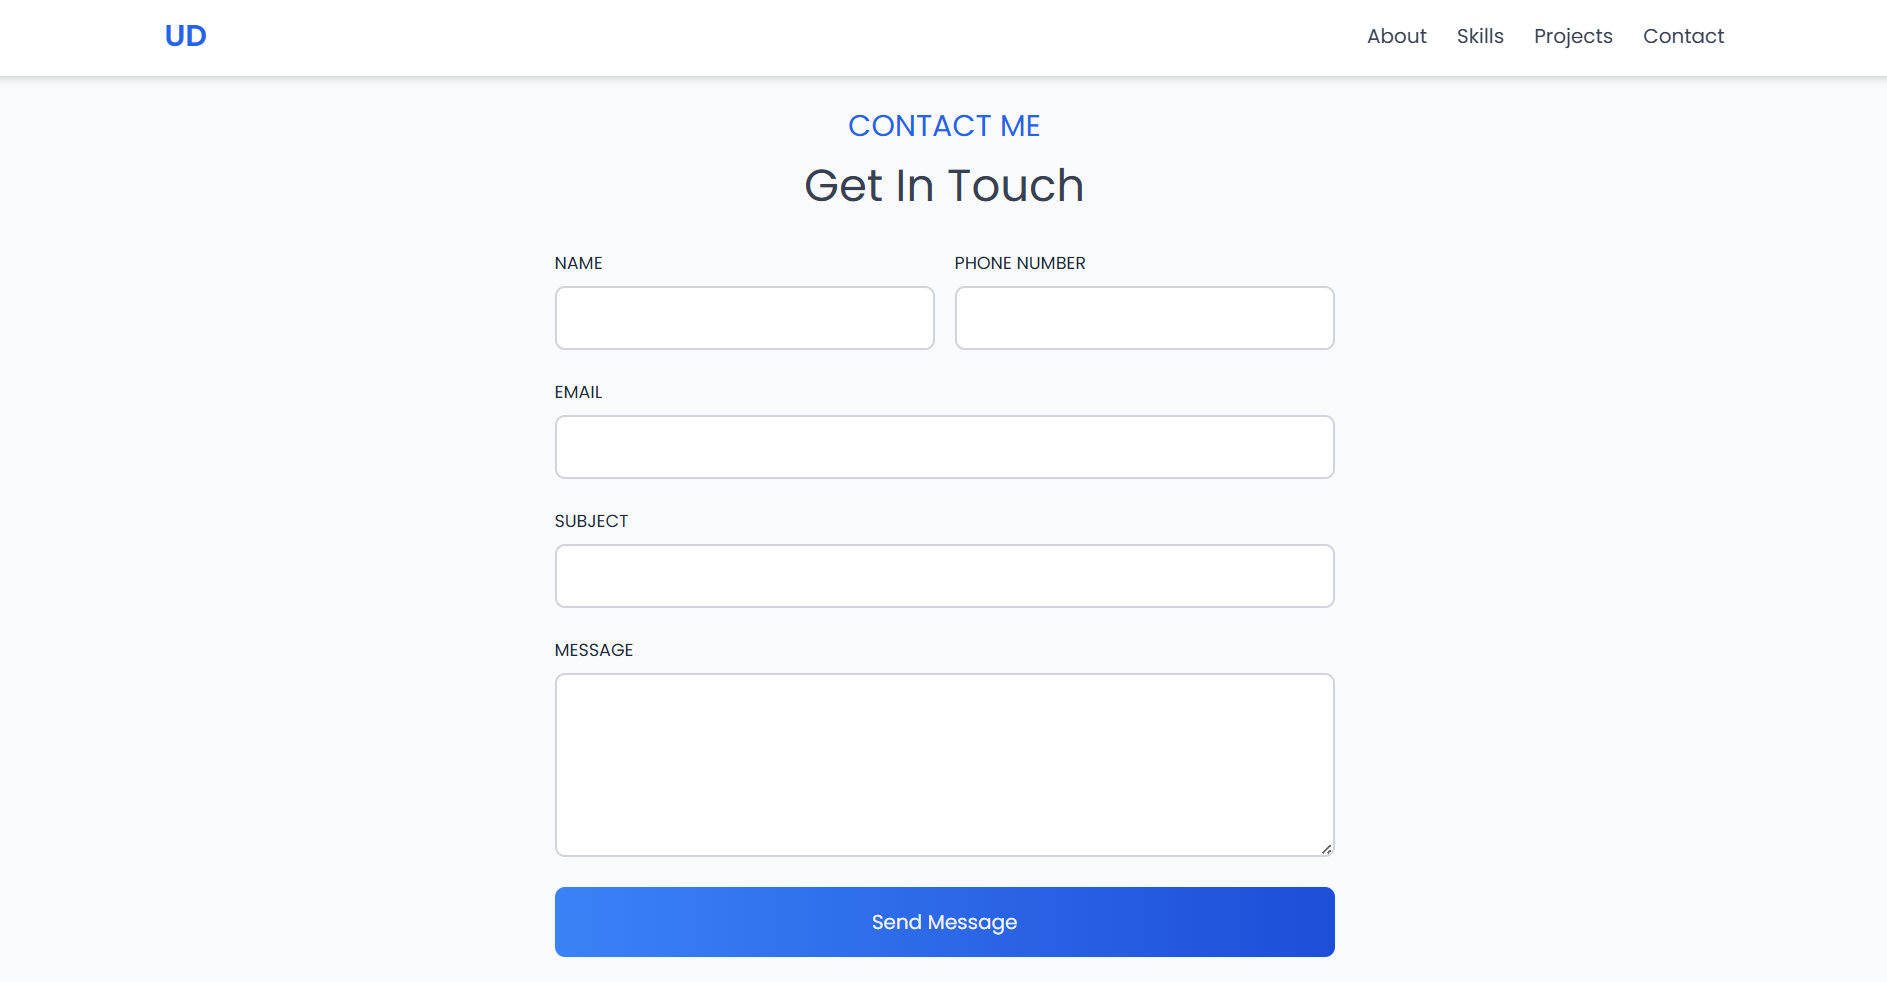 UD About Skills Projects Contact
CONTACT ME
Get In Touch
NAME PHONE NUMBER
EMAIL
SUBJECT
MESSAGE
Send Message